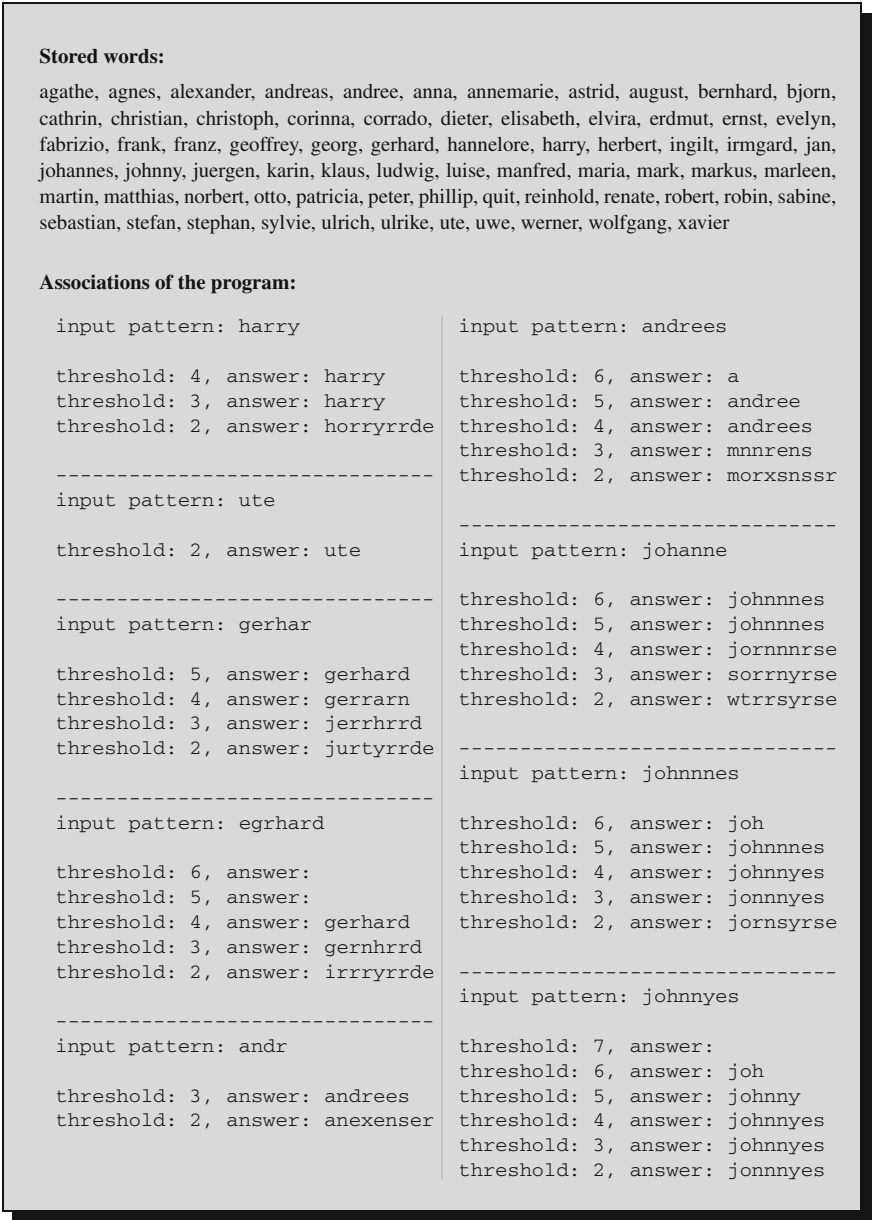 Stored words:
agathe, agnes, alexander, andreas, andree, anna, annemarie, astrid, august, bernhard, bjorn,
cathrin, christian, christoph, corinna, corrado, dieter, elisabeth, elvira, erdmut, ernst, evelyn,
fabrizio, frank, franz, geoffrey, georg, gerhard, hannelore, harry, herbert, ingilt, irmgard, jan,
johannes, johnny, juergen, karin, klaus, ludwig, luise, manfred, maria, mark, markus, marleen,
martin, matthias, norbert, otto, patricia, peter, phillip, quit, reinhold, renate, robert, robin, sabine,
sebastian, stefan, stephan, sylvie, ulrich, ulrike, ute, uwe, werner, wolfgang, xavier
Associations of the program:
input pattern: harry
threshold: 4, answer: harry
threshold: 3, answer: harry
threshold: 2, answer: horryrrde
-------------------------------
input pattern: ute
threshold: 2, answer: ute
-------------------------------
input pattern: gerhar
threshold: 5, answer: gerhard
threshold: 4, answer: gerrarn
threshold: 3, answer: jerrhrrd
threshold: 2, answer: jurtyrrde
-------------------------------
input pattern: egrhard
threshold: 6, answer:
threshold: 5, answer:
threshold: 4, answer: gerhard
threshold: 3, answer: gernhrrd
threshold: 2, answer: irrryrrde
-------------------------------
input pattern: andr
threshold: 3, answer: andrees
threshold: 2, answer: anexenser
input pattern: andrees
threshold: 6, answer: a
threshold: 5, answer: andree
threshold: 4, answer: andrees
threshold: 3, answer: mnnrens
threshold: 2, answer: morxsnssr
-------------------------------
input pattern: johanne
threshold: 6, answer: johnnnes
threshold: 5, answer: johnnnes
threshold: 4, answer: jornnnrse
threshold: 3, answer: sorrnyrse
threshold: 2, answer: wtrrsyrse
-------------------------------
input pattern: johnnnes
threshold: 6, answer: joh
threshold: 5, answer: johnnnes
threshold: 4, answer: johnnyes
threshold: 3, answer: jonnnyes
threshold: 2, answer: jornsyrse
-------------------------------
input pattern: johnnyes
threshold: 7, answer:
threshold: 6, answer: joh
threshold: 5, answer: johnny
threshold: 4, answer: johnnyes
threshold: 3, answer: johnnyes
threshold: 2, answer: jonnnyes